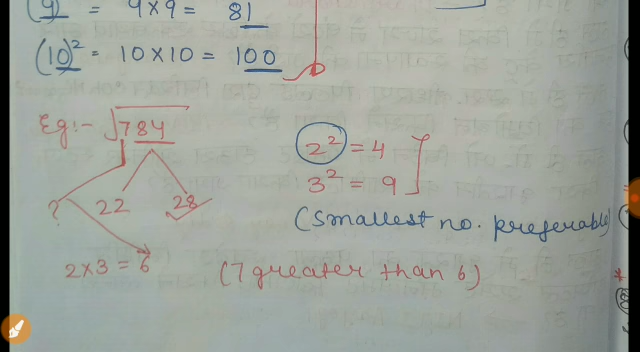 (9) = 9×9 = 81
(10)² = 10×10 = 100
Eg:- √784
? 22 28
2² = 4
3² = 9
(Smallest no. preferable)
2×3 = 6 (7 greater than 6)